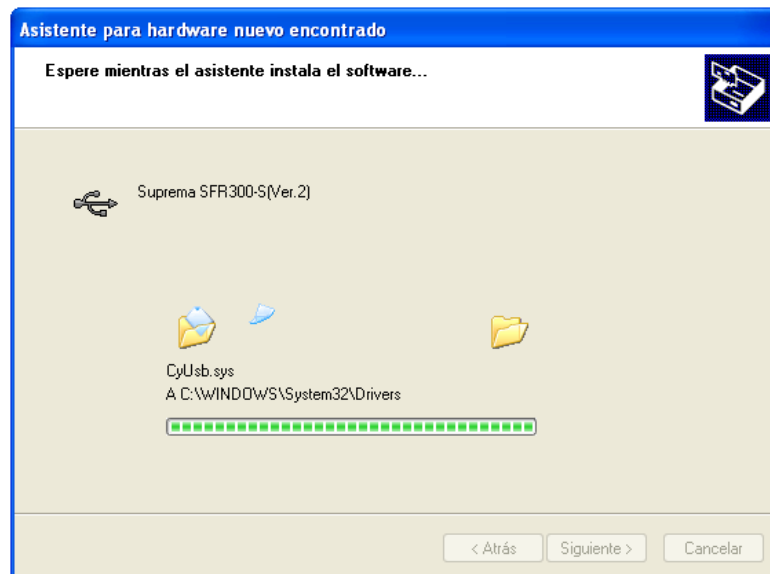 Asistente para hardware nuevo encontrado
Espere mientras el asistente instala el software...
Suprema SFR300-S(Ver.2)
CyUsb.sys
A C:\WINDOWS\System32\Drivers
< Atrás
Siguiente >
Cancelar